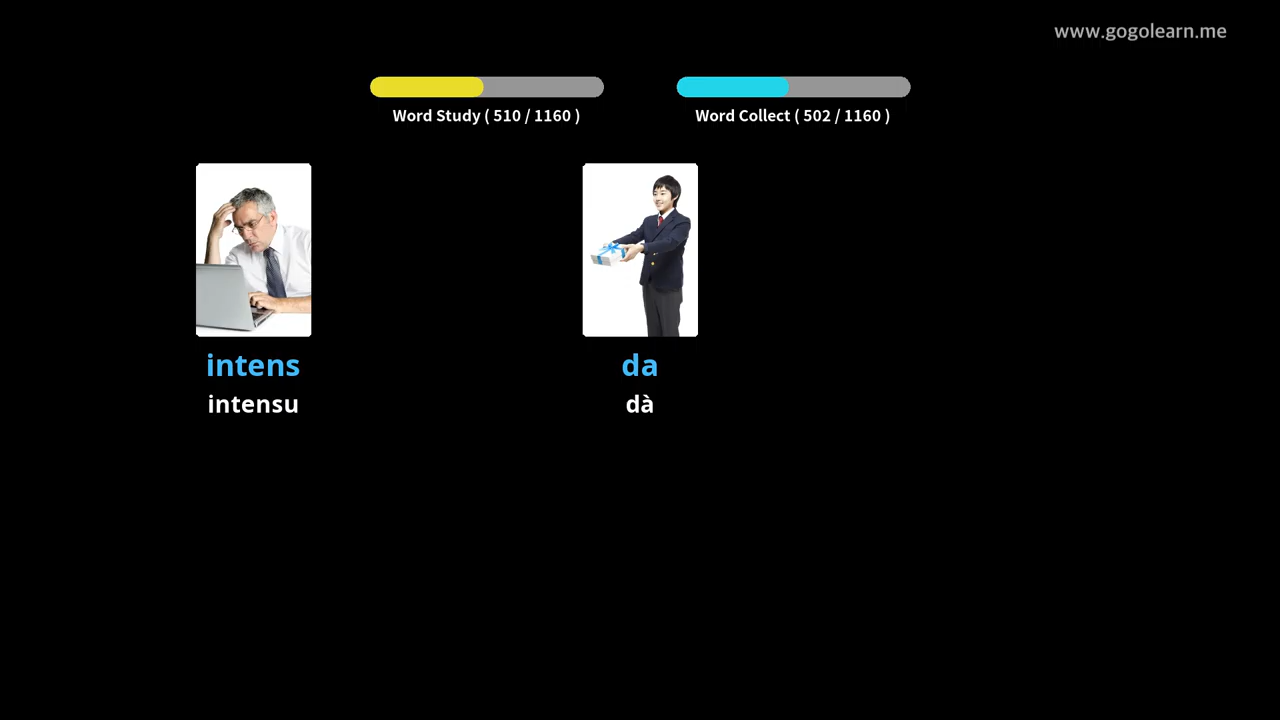 www.gogolearn.me
Word Study ( 510 / 1160 )
Word Collect ( 502 / 1160 )
intens
intensu
da
dà